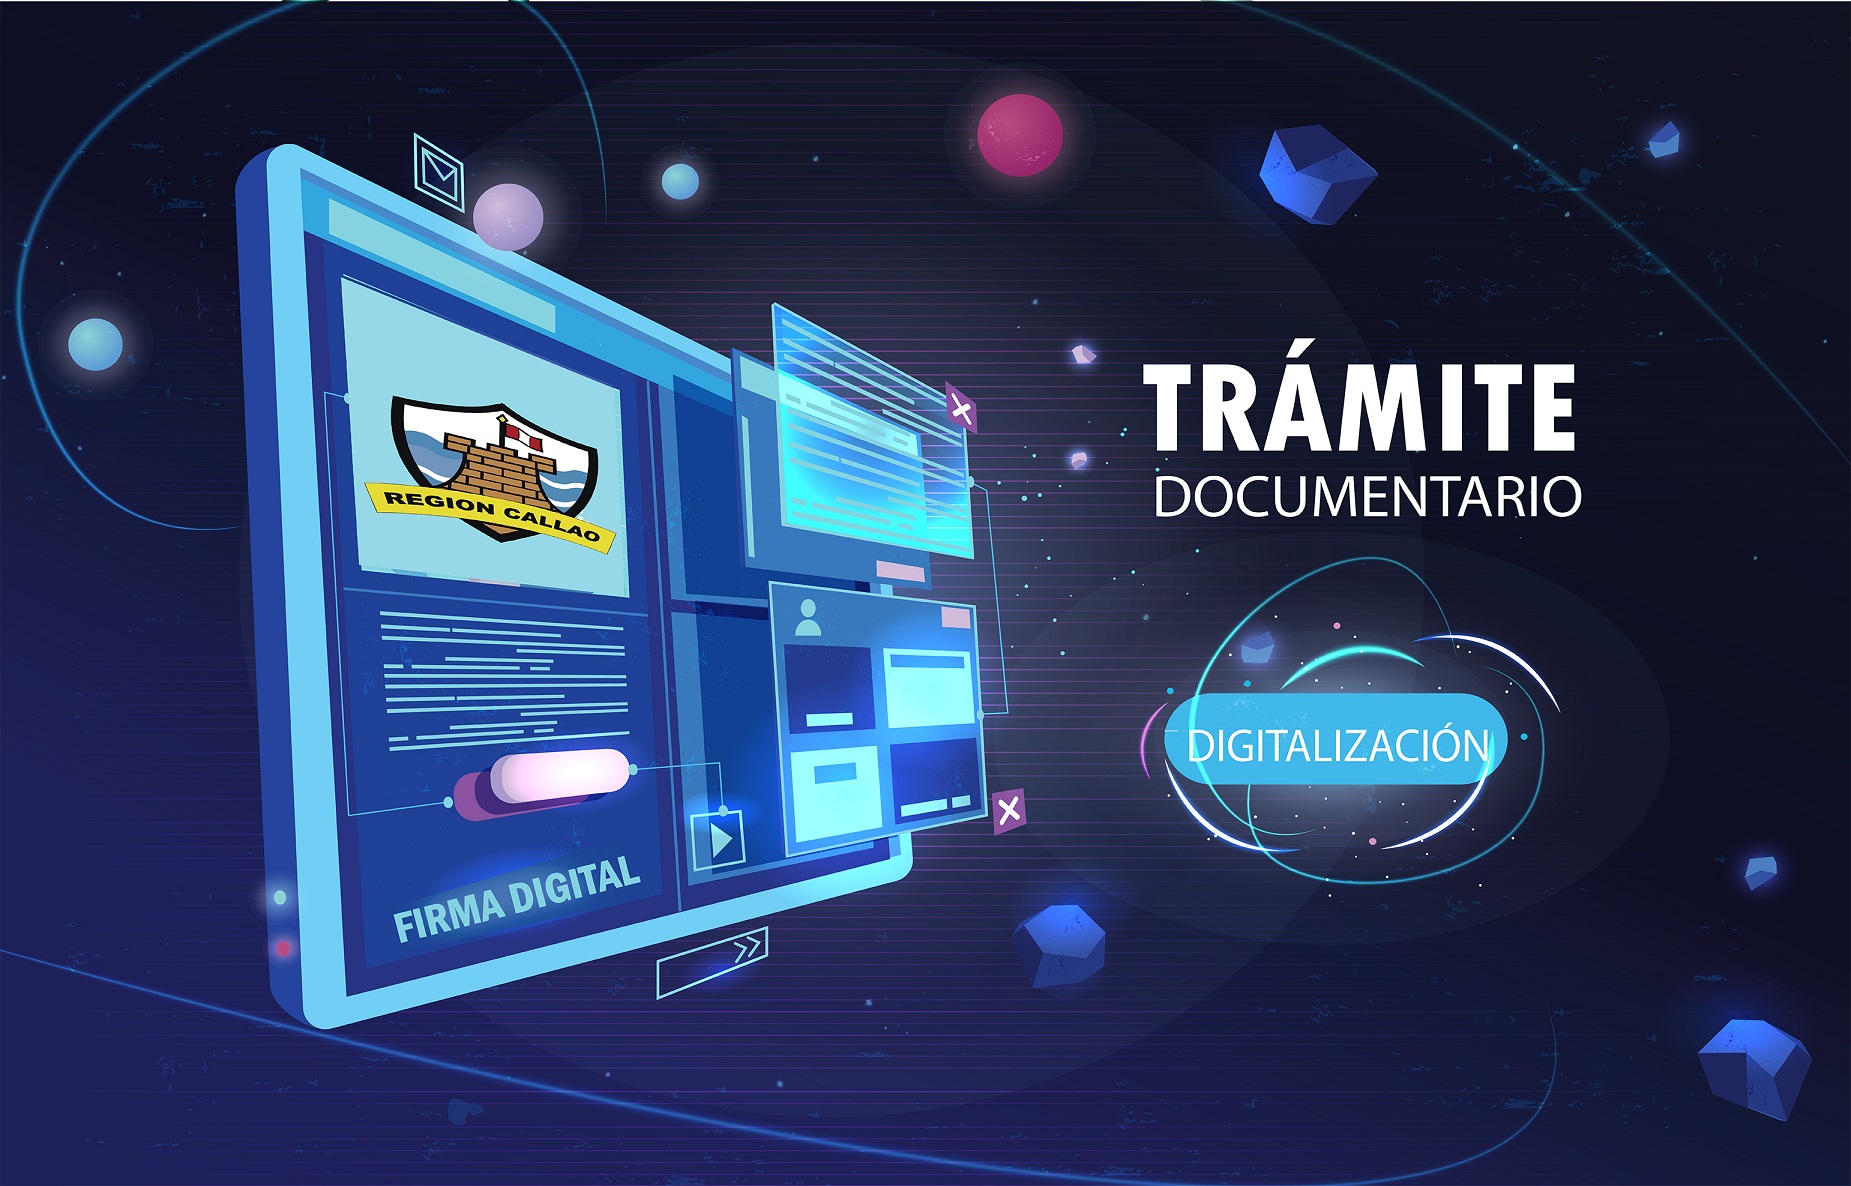 REGION CALLAO
FIRMA DIGITAL
TRÁMITE
DOCUMENTARIO
DIGITALIZACIÓN